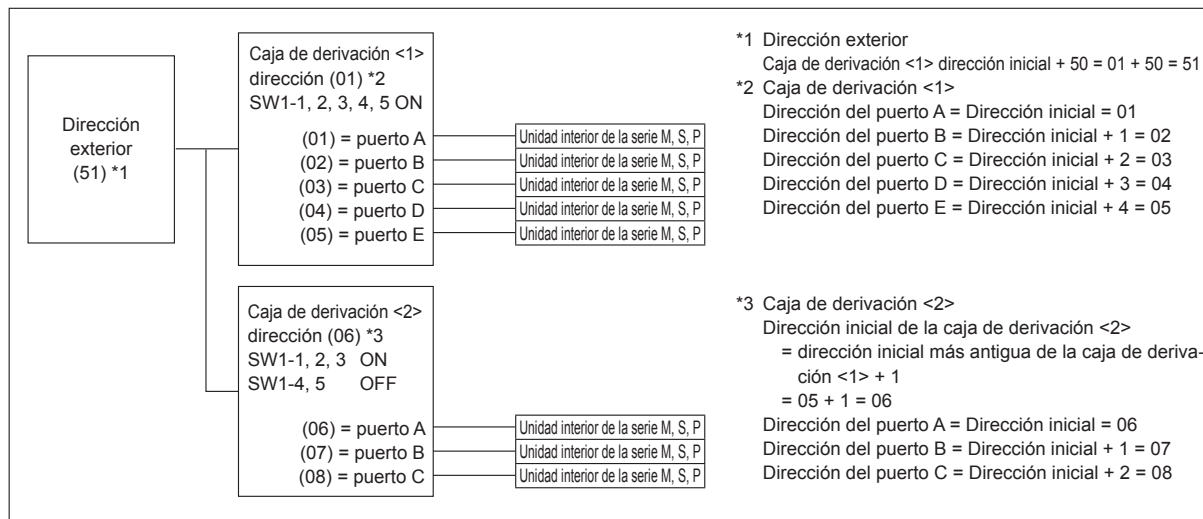 Dirección
exterior
(51) *1
Caja de derivación <1>
dirección (01) *2
SW1-1, 2, 3, 4, 5 ON
(01) = puerto A
(02) = puerto B
(03) = puerto C
(04) = puerto D
(05) = puerto E
Unidad interior de la serie M, S, P
Unidad interior de la serie M, S, P
Unidad interior de la serie M, S, P
Unidad interior de la serie M, S, P
Unidad interior de la serie M, S, P
Caja de derivación <2>
dirección (06) *3
SW1-1, 2, 3 ON
SW1-4, 5 OFF
(06) = puerto A
(07) = puerto B
(08) = puerto C
Unidad interior de la serie M, S, P
Unidad interior de la serie M, S, P
Unidad interior de la serie M, S, P
*1 Dirección exterior
Caja de derivación <1> dirección inicial + 50 = 01 + 50 = 51
*2 Caja de derivación <1>
Dirección del puerto A = Dirección inicial = 01
Dirección del puerto B = Dirección inicial + 1 = 02
Dirección del puerto C = Dirección inicial + 2 = 03
Dirección del puerto D = Dirección inicial + 3 = 04
Dirección del puerto E = Dirección inicial + 4 = 05
*3 Caja de derivación <2>
Dirección inicial de la caja de derivación <2>
= dirección inicial más antigua de la caja de deriva-
ción <1> + 1
= 05 + 1 = 06
Dirección del puerto A = Dirección inicial = 06
Dirección del puerto B = Dirección inicial + 1 = 07
Dirección del puerto C = Dirección inicial + 2 = 08